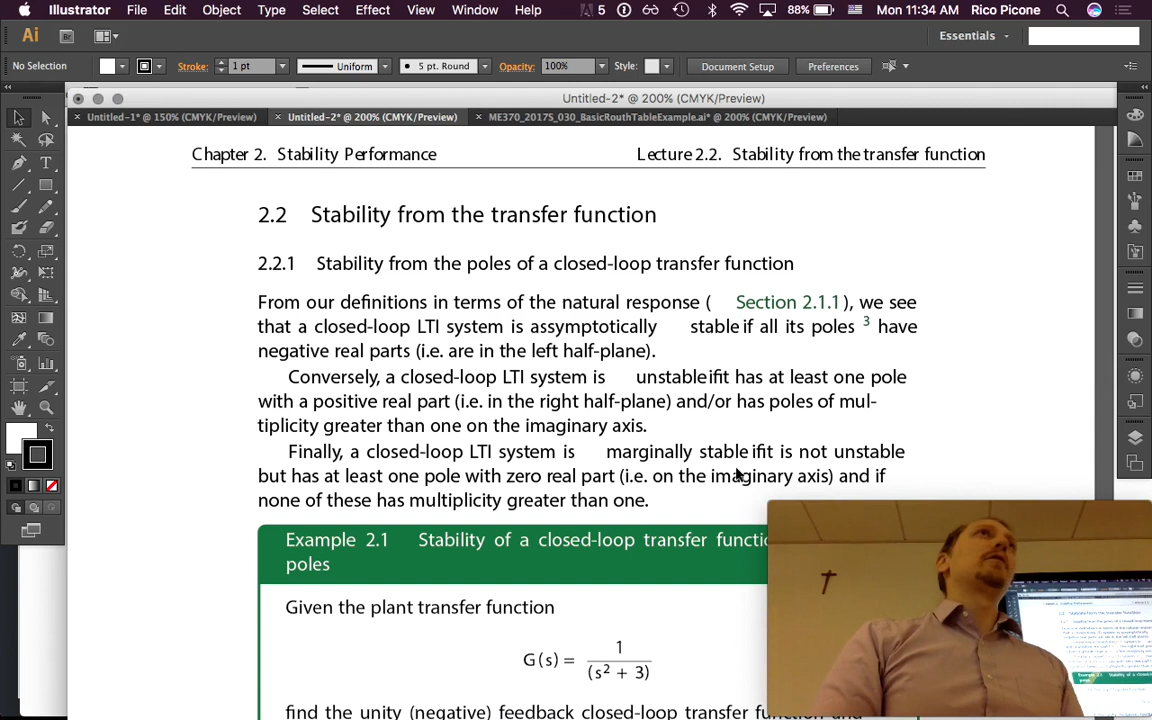 Illustrator File Edit Object Type Select Effect View Window Help 5 88% Mon 11:34 AM Rico Picone
Ai Br Essentials
No Selection Stroke: 1 pt Uniform 5 pt. Round Opacity: 100% Style: Document Setup Preferences
Untitled-2* @ 200% (CMYK/Preview)
Untitled-1* @ 150% (CMYK/Preview) Untitled-2* @ 200% (CMYK/Preview) ME370_2017S_030_BasicRouthTableExample.ai* @ 200% (CMYK/Preview)
Chapter 2. Stability Performance Lecture 2.2. Stability from the transfer function
2.2 Stability from the transfer function
2.2.1 Stability from the poles of a closed-loop transfer function
From our definitions in terms of the natural response ( Section 2.1.1 ), we see
that a closed-loop LTI system is assymptotically stable if all its poles 3 have
negative real parts (i.e. are in the left half-plane).
Conversely, a closed-loop LTI system is unstable ifit has at least one pole
with a positive real part (i.e. in the right half-plane) and/or has poles of mul-
tiplicity greater than one on the imaginary axis.
Finally, a closed-loop LTI system is marginally stable ifit is not unstable
but has at least one pole with zero real part (i.e. on the imaginary axis) and if
none of these has multiplicity greater than one.
Example 2.1 Stability of a closed-loop transfer functio
poles
Given the plant transfer function
G(s) = 1 / (s² + 3)
find the unity (negative) feedback closed-loop transfer function and